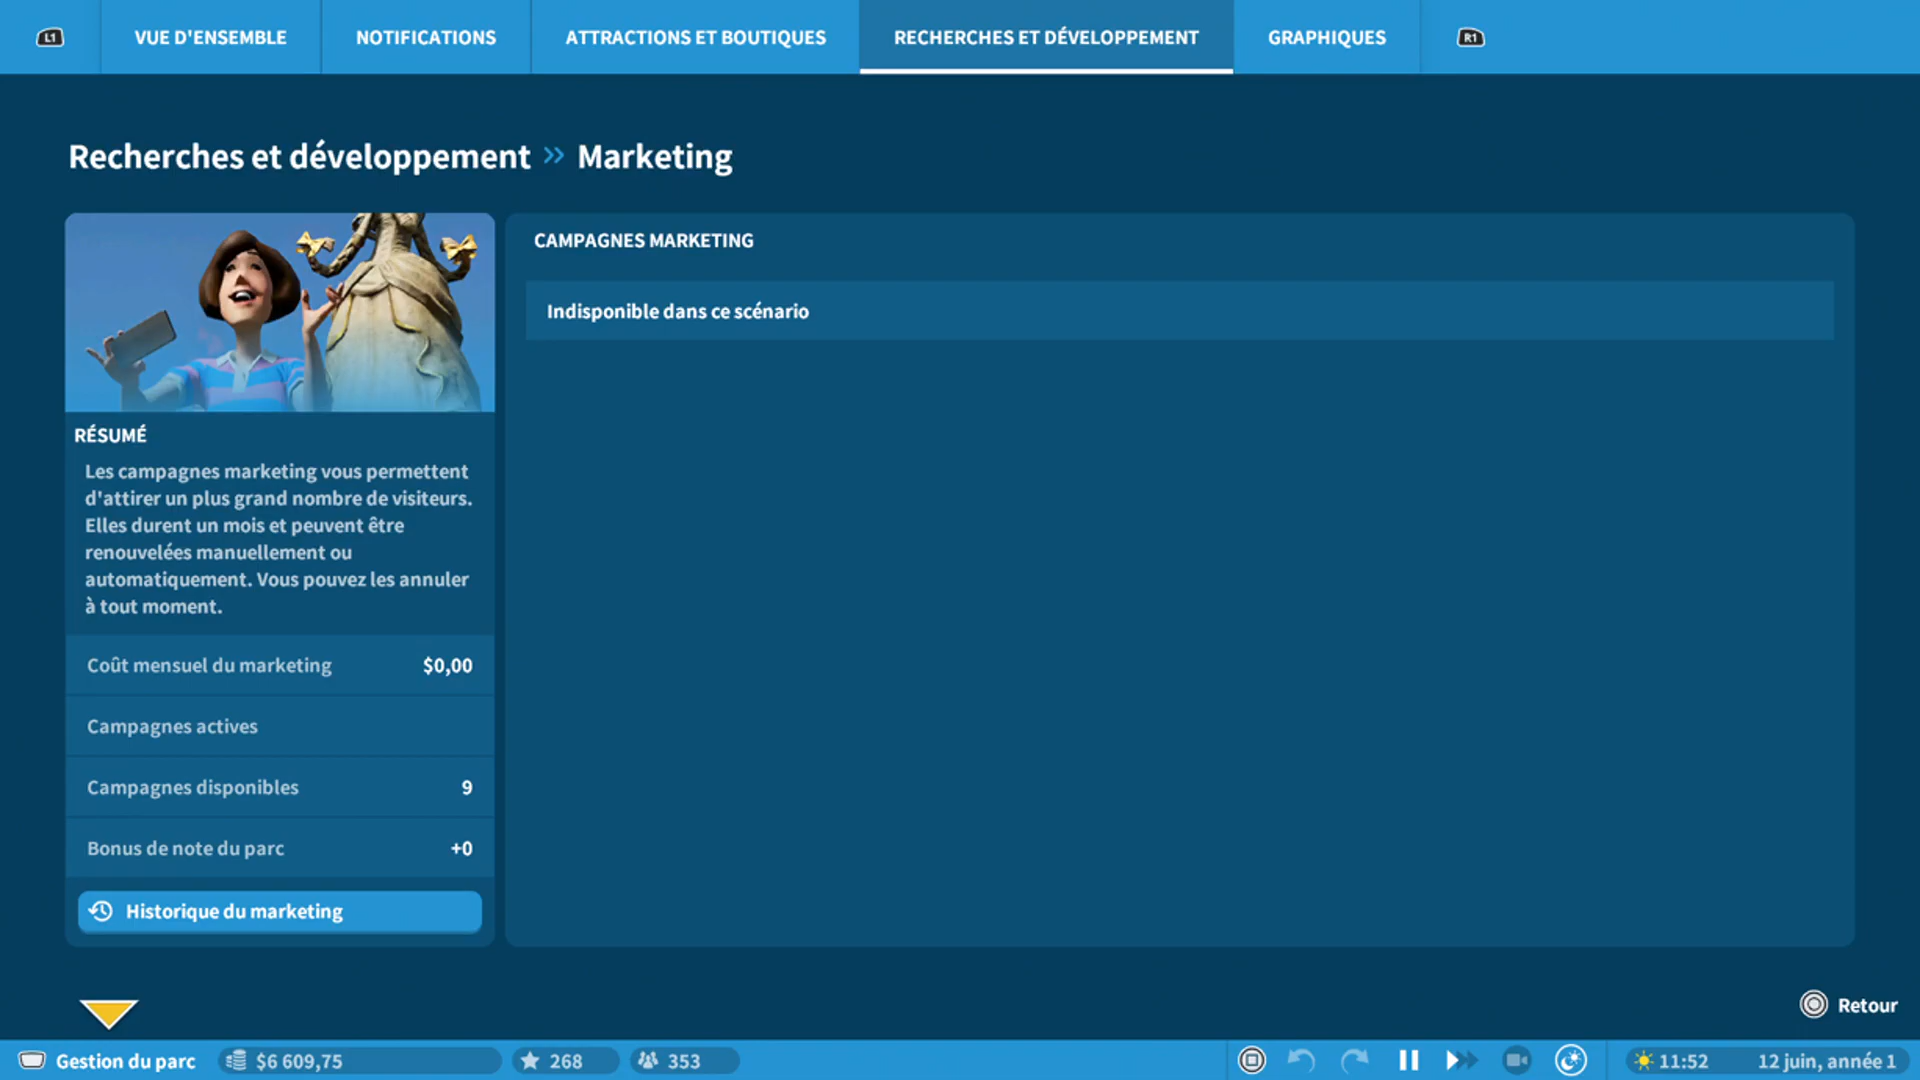 L1
VUE D'ENSEMBLE
NOTIFICATIONS
ATTRACTIONS ET BOUTIQUES
RECHERCHES ET DÉVELOPPEMENT
GRAPHIQUES
R1
Recherches et développement » Marketing
RÉSUMÉ
Les campagnes marketing vous permettent
d'attirer un plus grand nombre de visiteurs.
Elles durent un mois et peuvent être
renouvelées manuellement ou
automatiquement. Vous pouvez les annuler
à tout moment.
Coût mensuel du marketing $0,00
Campagnes actives
Campagnes disponibles 9
Bonus de note du parc +0
Historique du marketing
CAMPAGNES MARKETING
Indisponible dans ce scénario
Retour
Gestion du parc
$6 609,75
268
353
11:52
12 juin, année 1